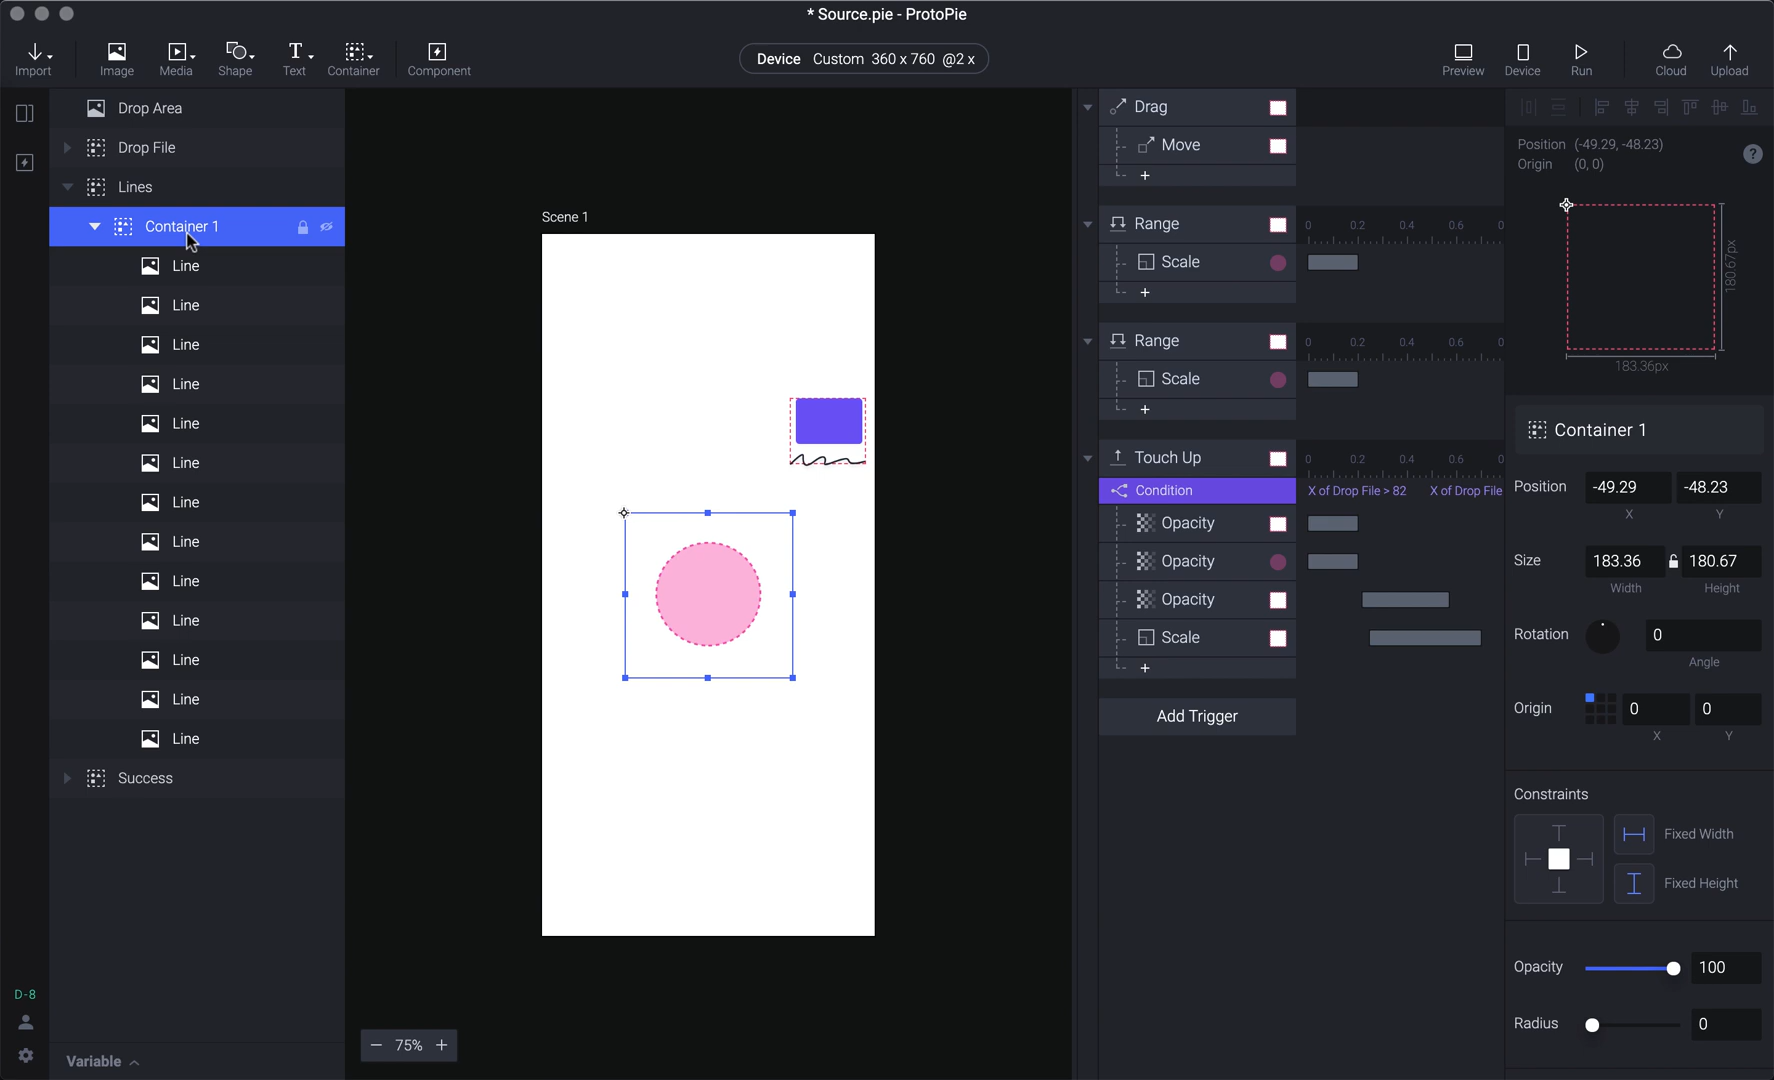 * Source.pie - ProtoPie
Import
Image
Media
Shape
Text
Container
Component
Device Custom 360 x 760 @2 x
Preview
Device
Run
Cloud
Upload
Drop Area
Drop File
Lines
Container 1
Line
Line
Line
Line
Line
Line
Line
Line
Line
Line
Line
Line
Line
Success
D-8
Variable
Scene 1
75%
Drag
Move
Range
0 0.2 0.4 0.6 0
Scale
Range
0 0.2 0.4 0.6 0
Scale
Touch Up
0 0.2 0.4 0.6 0
Condition
X of Drop File > 82 X of Drop File
Opacity
Opacity
Opacity
Scale
Add Trigger
Position (-49.29, -48.23)
Origin (0, 0)
?
180.67px
183.36px
Container 1
Position -49.29 -48.23
X Y
Size 183.36 180.67
Width Height
Rotation 0
Angle
Origin 0 0
X Y
Constraints
Fixed Width
Fixed Height
Opacity 100
Radius 0